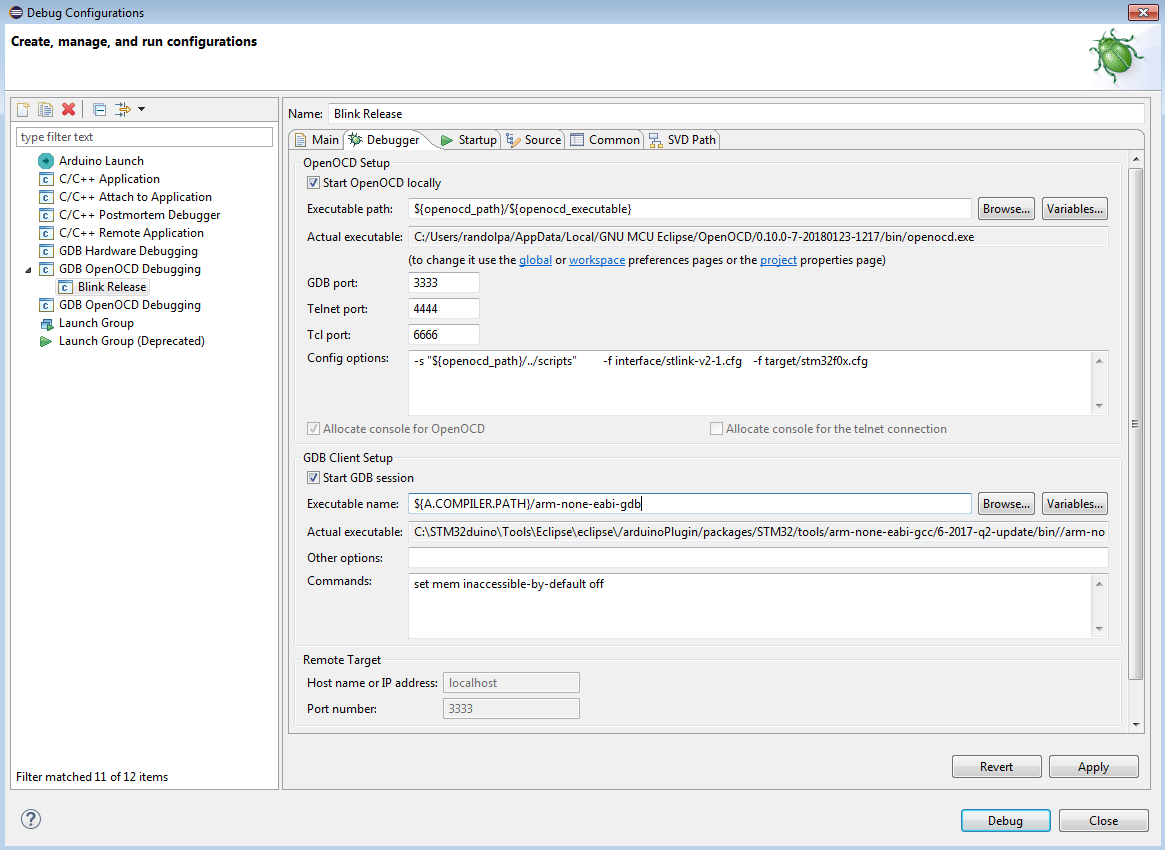 Debug Configurations
Create, manage, and run configurations
type filter text
Arduino Launch
C/C++ Application
C/C++ Attach to Application
C/C++ Postmortem Debugger
C/C++ Remote Application
GDB Hardware Debugging
GDB OpenOCD Debugging
Blink Release
GDB OpenOCD Debugging
Launch Group
Launch Group (Deprecated)
Filter matched 11 of 12 items
Name: Blink Release
Main Debugger Startup Source Common SVD Path
OpenOCD Setup
Start OpenOCD locally
Executable path: ${openocd_path}/${openocd_executable} Browse... Variables...
Actual executable: C:/Users/randolpa/AppData/Local/GNU MCU Eclipse/OpenOCD/0.10.0-7-20180123-1217/bin/openocd.exe
(to change it use the global or workspace preferences pages or the project properties page)
GDB port: 3333
Telnet port: 4444
Tcl port: 6666
Config options: -s "${openocd_path}/../scripts" -f interface/stlink-v2-1.cfg -f target/stm32f0x.cfg
Allocate console for OpenOCD Allocate console for the telnet connection
GDB Client Setup
Start GDB session
Executable name: ${A.COMPILER.PATH}/arm-none-eabi-gdb Browse... Variables...
Actual executable: C:\STM32duino\Tools\Eclipse\eclipse\/arduinoPlugin/packages/STM32/tools/arm-none-eabi-gcc/6-2017-q2-update/bin//arm-no
Other options:
Commands: set mem inaccessible-by-default off
Remote Target
Host name or IP address: localhost
Port number: 3333
Revert Apply
? Debug Close